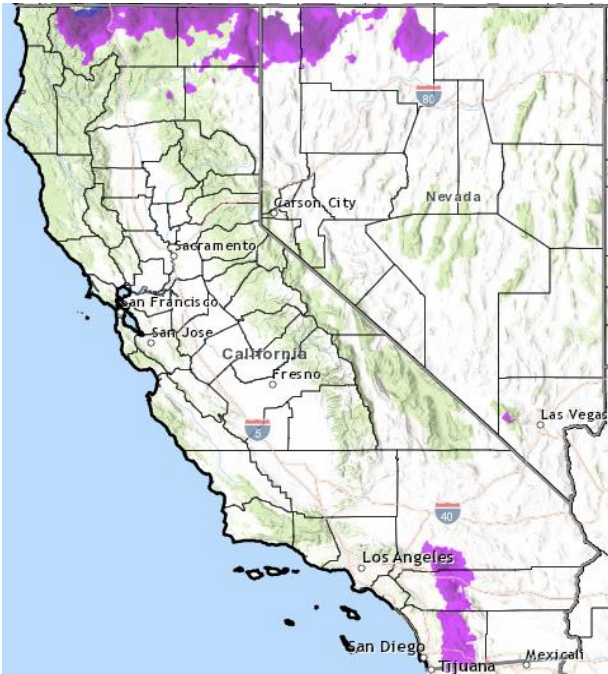 80
Carson City
Nevada
Sacramento
San Francisco
San Jose
California
Fresno
5
Las Vegas
40
Los Angeles
San Diego
Mexicali
Tijuana